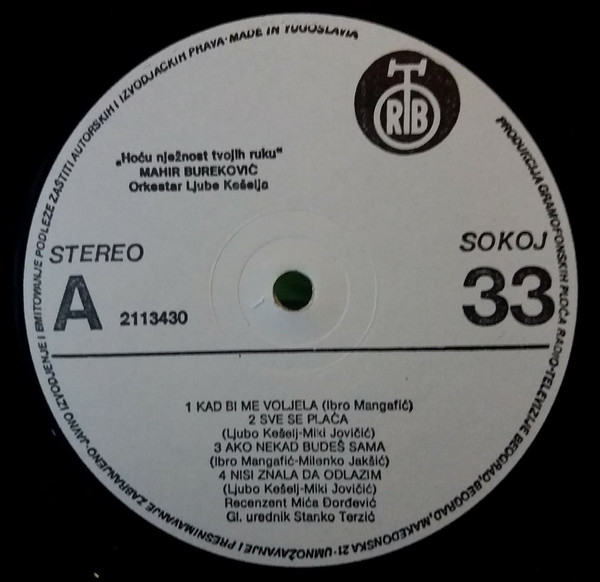 PRODUKCIJA GRAMOFONSKIH PLOČA RADIO-TELEVIZIJE BEOGRAD, BEOGRAD, MAKEDONSKA 21 - UMNOŽAVANJE I PRESNIMAVANJE ZABRANJENO-JAVNO IZVODJENJE I EMITOVANJE PODLEŽE ZAŠTITI AUTORSKIH I IZVODJAČKIH PRAVA-MADE IN YUGOSLAVIA
RTB
„Hoću nježnost tvojih ruku“
MAHIR BUREKOVIĆ
Orkestar Ljube Kešelja
STEREO
SOKOJ
A 2113430
33
1 KAD BI ME VOLJELA (Ibro Mangafić)
2 SVE SE PLAĆA
(Ljubo Kešelj-Miki Jovičić)
3 AKO NEKAD BUDEŠ SAMA
(Ibro Mangafić-Milenko Jakšić)
4 NISI ZNALA DA ODLAZIM
(Ljubo Kešelj-Miki Jovičić)
Recenzent Mića Đorđević
Gl. urednik Stanko Terzić